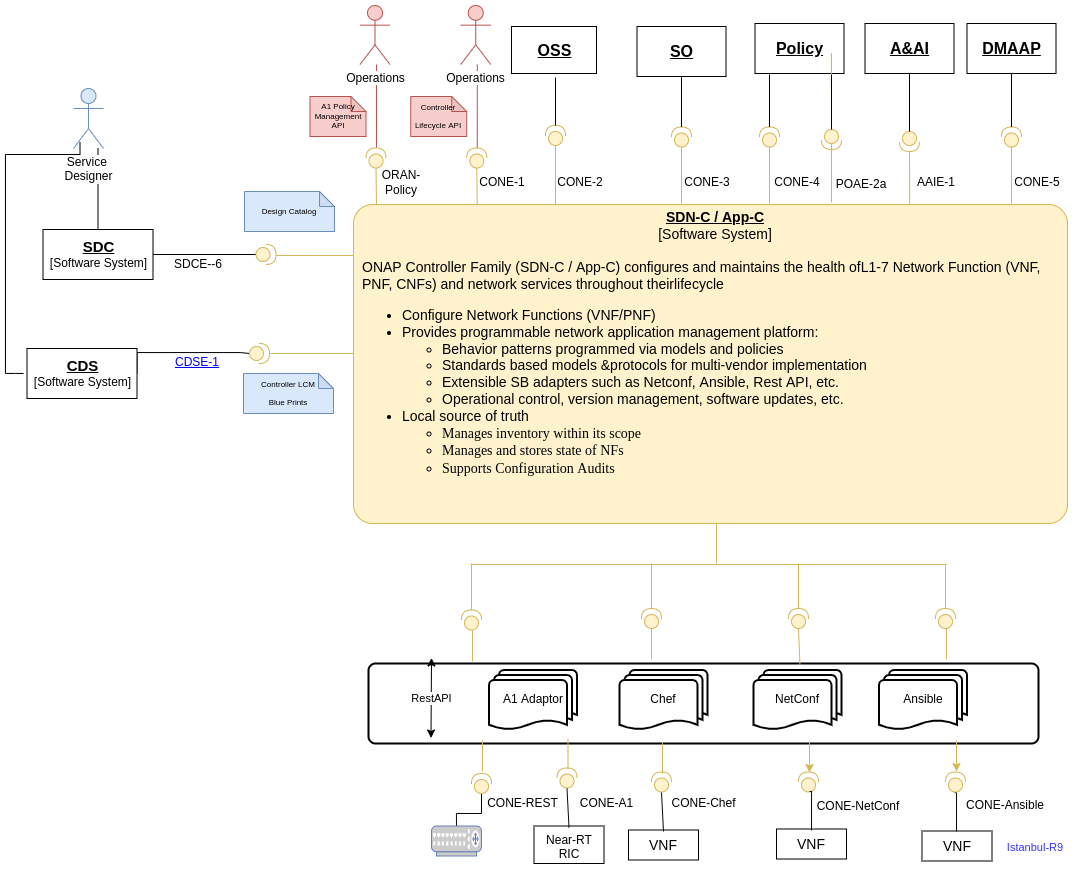 Operations
Operations
OSS
SO
Policy
A&AI
DMAAP
A1 Policy
Management
API
Controller
Lifecycle API
Service
Designer
ORAN-
Policy
CONE-1
CONE-2
CONE-3
CONE-4
POAE-2a
AAIE-1
CONE-5
Design Catalog
SDC
[Software System]
SDCE--6
CDS
[Software System]
CDSE-1
Controller LCM
Blue Prints
SDN-C / App-C
[Software System]
ONAP Controller Family (SDN-C / App-C) configures and maintains the health ofL1-7 Network Function (VNF,
PNF, CNFs) and network services throughout theirlifecycle
• Configure Network Functions (VNF/PNF)
• Provides programmable network application management platform:
◦ Behavior patterns programmed via models and policies
◦ Standards based models &protocols for multi-vendor implementation
◦ Extensible SB adapters such as Netconf, Ansible, Rest API, etc.
◦ Operational control, version management, software updates, etc.
• Local source of truth
◦ Manages inventory within its scope
◦ Manages and stores state of NFs
◦ Supports Configuration Audits
RestAPI
A1 Adaptor
Chef
NetConf
Ansible
CONE-REST
CONE-A1
CONE-Chef
CONE-NetConf
CONE-Ansible
Near-RT
RIC
VNF
VNF
VNF
Istanbul-R9